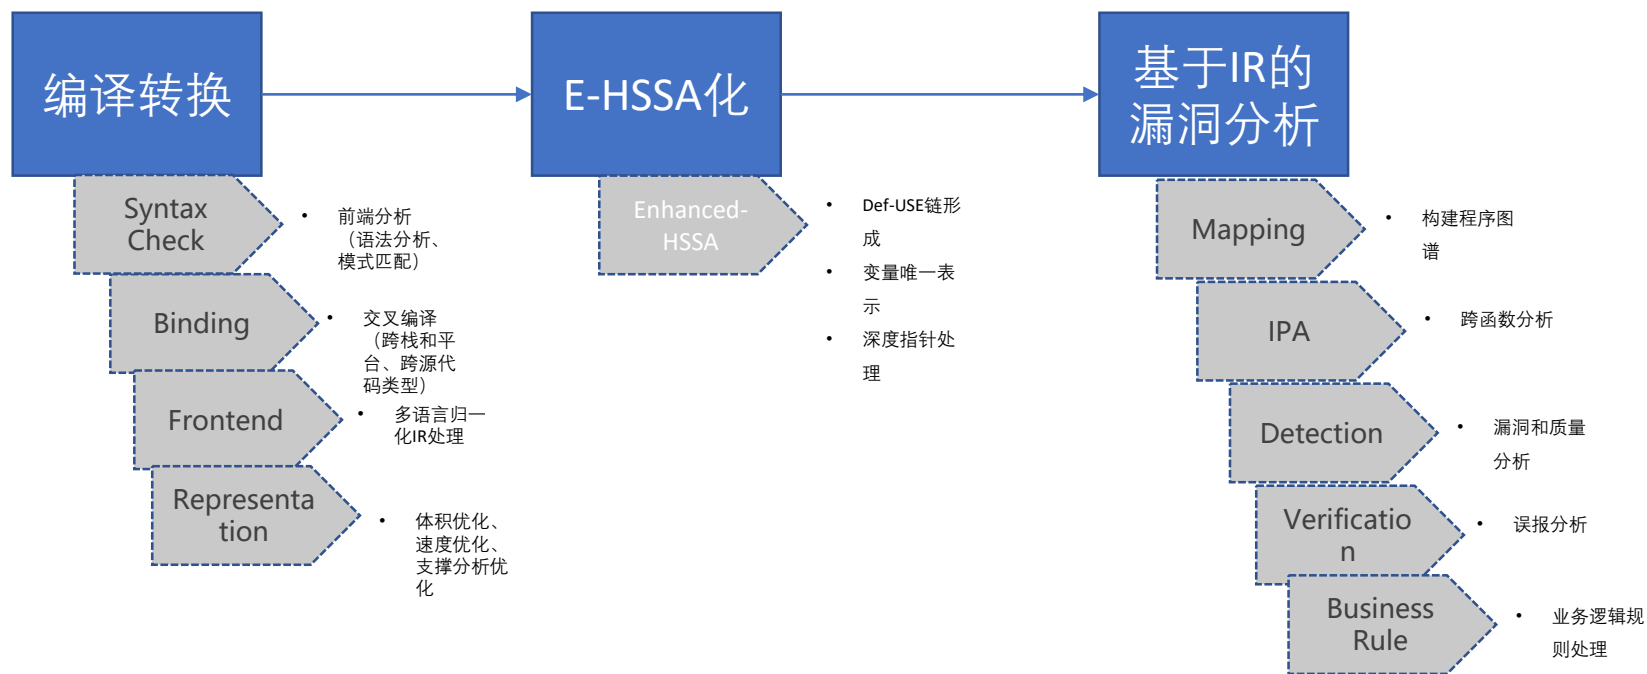 编译转换
Syntax
Check
• 前端分析
（语法分析、
模式匹配）
Binding
• 交叉编译
（跨栈和平
台、跨源代
码类型）
Frontend
• 多语言归一
化IR处理
Representa
tion
• 体积优化、
速度优化、
支撑分析优
化
E-HSSA化
Enhanced-
HSSA
• Def-USE链形
成
• 变量唯一表
示
• 深度指针处
理
基于IR的
漏洞分析
Mapping
• 构建程序图
谱
IPA
• 跨函数分析
Detection
• 漏洞和质量
分析
Verificatio
n
• 误报分析
Business
Rule
• 业务逻辑规
则处理